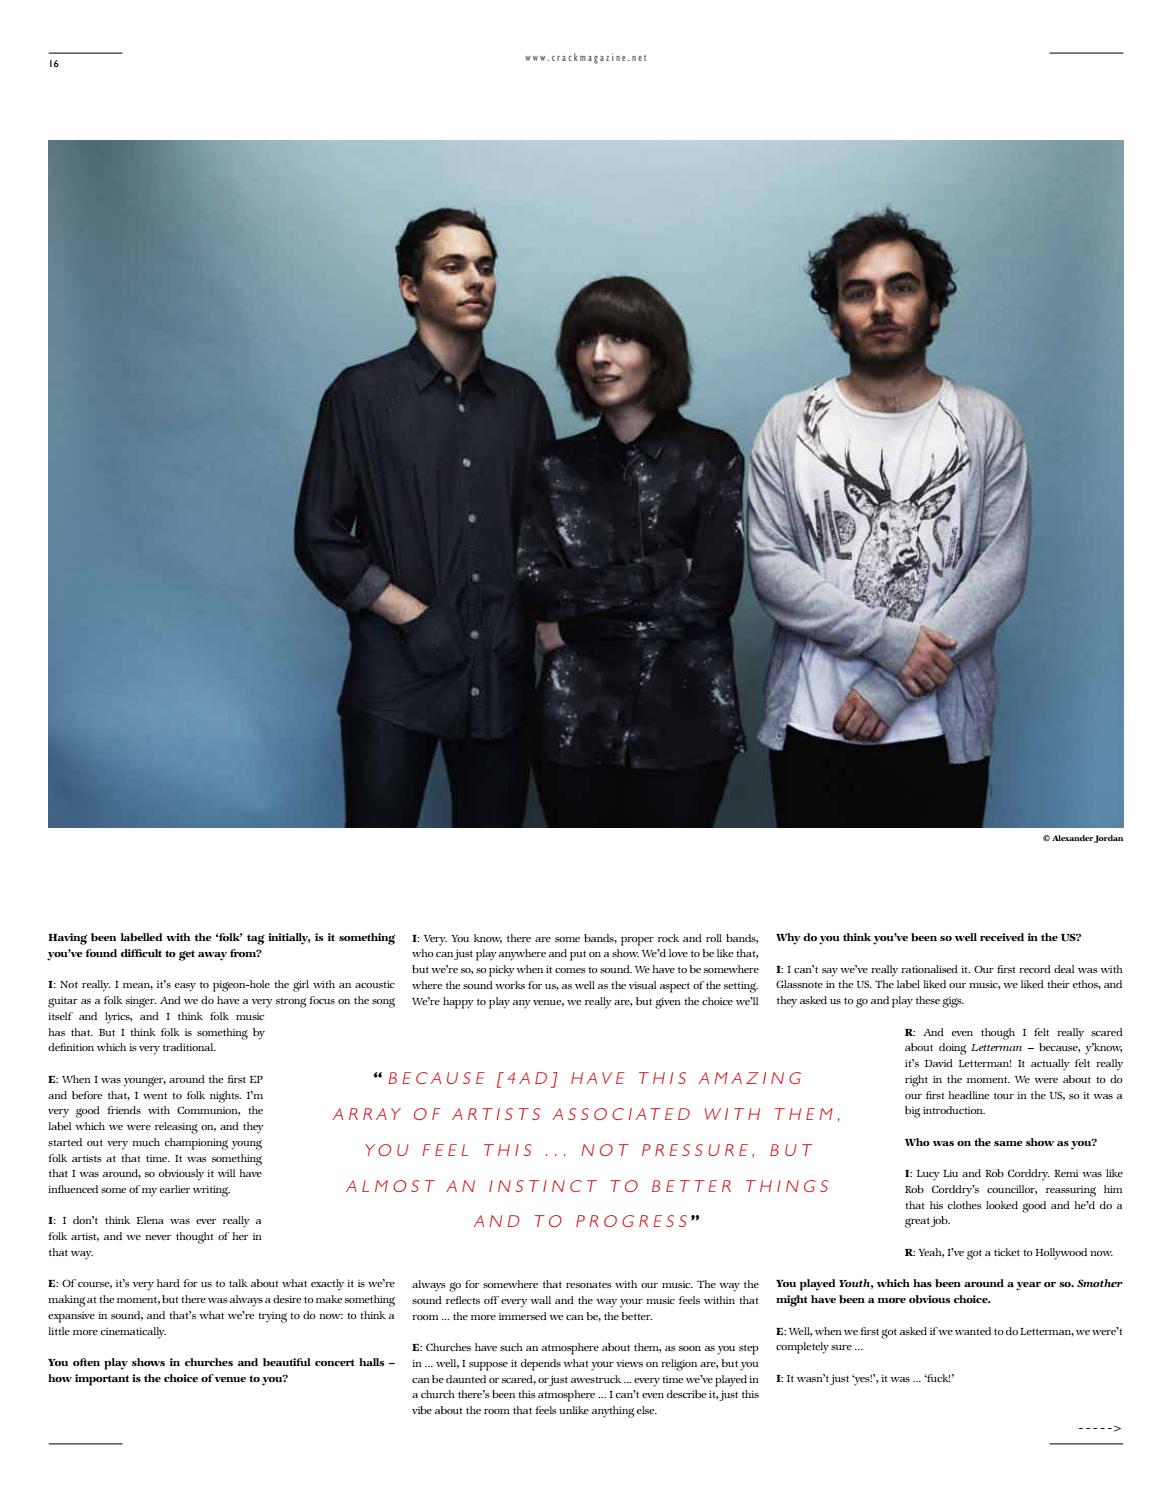 16
www.crackmagazine.net
© Alexander Jordan
Having been labelled with the ‘folk’ tag initially, is it something
you’ve found difficult to get away from?
I: Not really. I mean, it’s easy to pigeon-hole the girl with an acoustic
guitar as a folk singer. And we do have a very strong focus on the song
itself and lyrics, and I think folk music
has that. But I think folk is something by
definition which is very traditional.
E: When I was younger, around the first EP
and before that, I went to folk nights. I’m
very good friends with Communion, the
label which we were releasing on, and they
started out very much championing young
folk artists at that time. It was something
that I was around, so obviously it will have
influenced some of my earlier writing.
I: I don’t think Elena was ever really a
folk artist, and we never thought of her in
that way.
E: Of course, it’s very hard for us to talk about what exactly it is we’re
making at the moment, but there was always a desire to make something
expansive in sound, and that’s what we’re trying to do now: to think a
little more cinematically.
You often play shows in churches and beautiful concert halls –
how important is the choice of venue to you?
I: Very. You know, there are some bands, proper rock and roll bands,
who can just play anywhere and put on a show. We’d love to be like that,
but we’re so, so picky when it comes to sound. We have to be somewhere
where the sound works for us, as well as the visual aspect of the setting.
We’re happy to play any venue, we really are, but given the choice we’ll
“BECAUSE [4AD] HAVE THIS AMAZING
ARRAY OF ARTISTS ASSOCIATED WITH THEM,
YOU FEEL THIS ... NOT PRESSURE, BUT
ALMOST AN INSTINCT TO BETTER THINGS
AND TO PROGRESS”
always go for somewhere that resonates with our music. The way the
sound reflects off every wall and the way your music feels within that
room ... the more immersed we can be, the better.
E: Churches have such an atmosphere about them, as soon as you step
in ... well, I suppose it depends what your views on religion are, but you
can be daunted or scared, or just awestruck ... every time we’ve played in
a church there’s been this atmosphere ... I can’t even describe it, just this
vibe about the room that feels unlike anything else.
Why do you think you’ve been so well received in the US?
I: I can’t say we’ve really rationalised it. Our first record deal was with
Glassnote in the US. The label liked our music, we liked their ethos, and
they asked us to go and play these gigs.
R: And even though I felt really scared
about doing Letterman – because, y’know,
it’s David Letterman! It actually felt really
right in the moment. We were about to do
our first headline tour in the US, so it was a
big introduction.
Who was on the same show as you?
I: Lucy Liu and Rob Corddry. Remi was like
Rob Corddry’s councillor, reassuring him
that his clothes looked good and he’d do a
great job.
R: Yeah, I’ve got a ticket to Hollywood now.
You played Youth, which has been around a year or so. Smother
might have been a more obvious choice.
E: Well, when we first got asked if we wanted to do Letterman, we weren’t
completely sure ...
I: It wasn’t just ‘yes!’, it was ... ‘fuck!’
----->